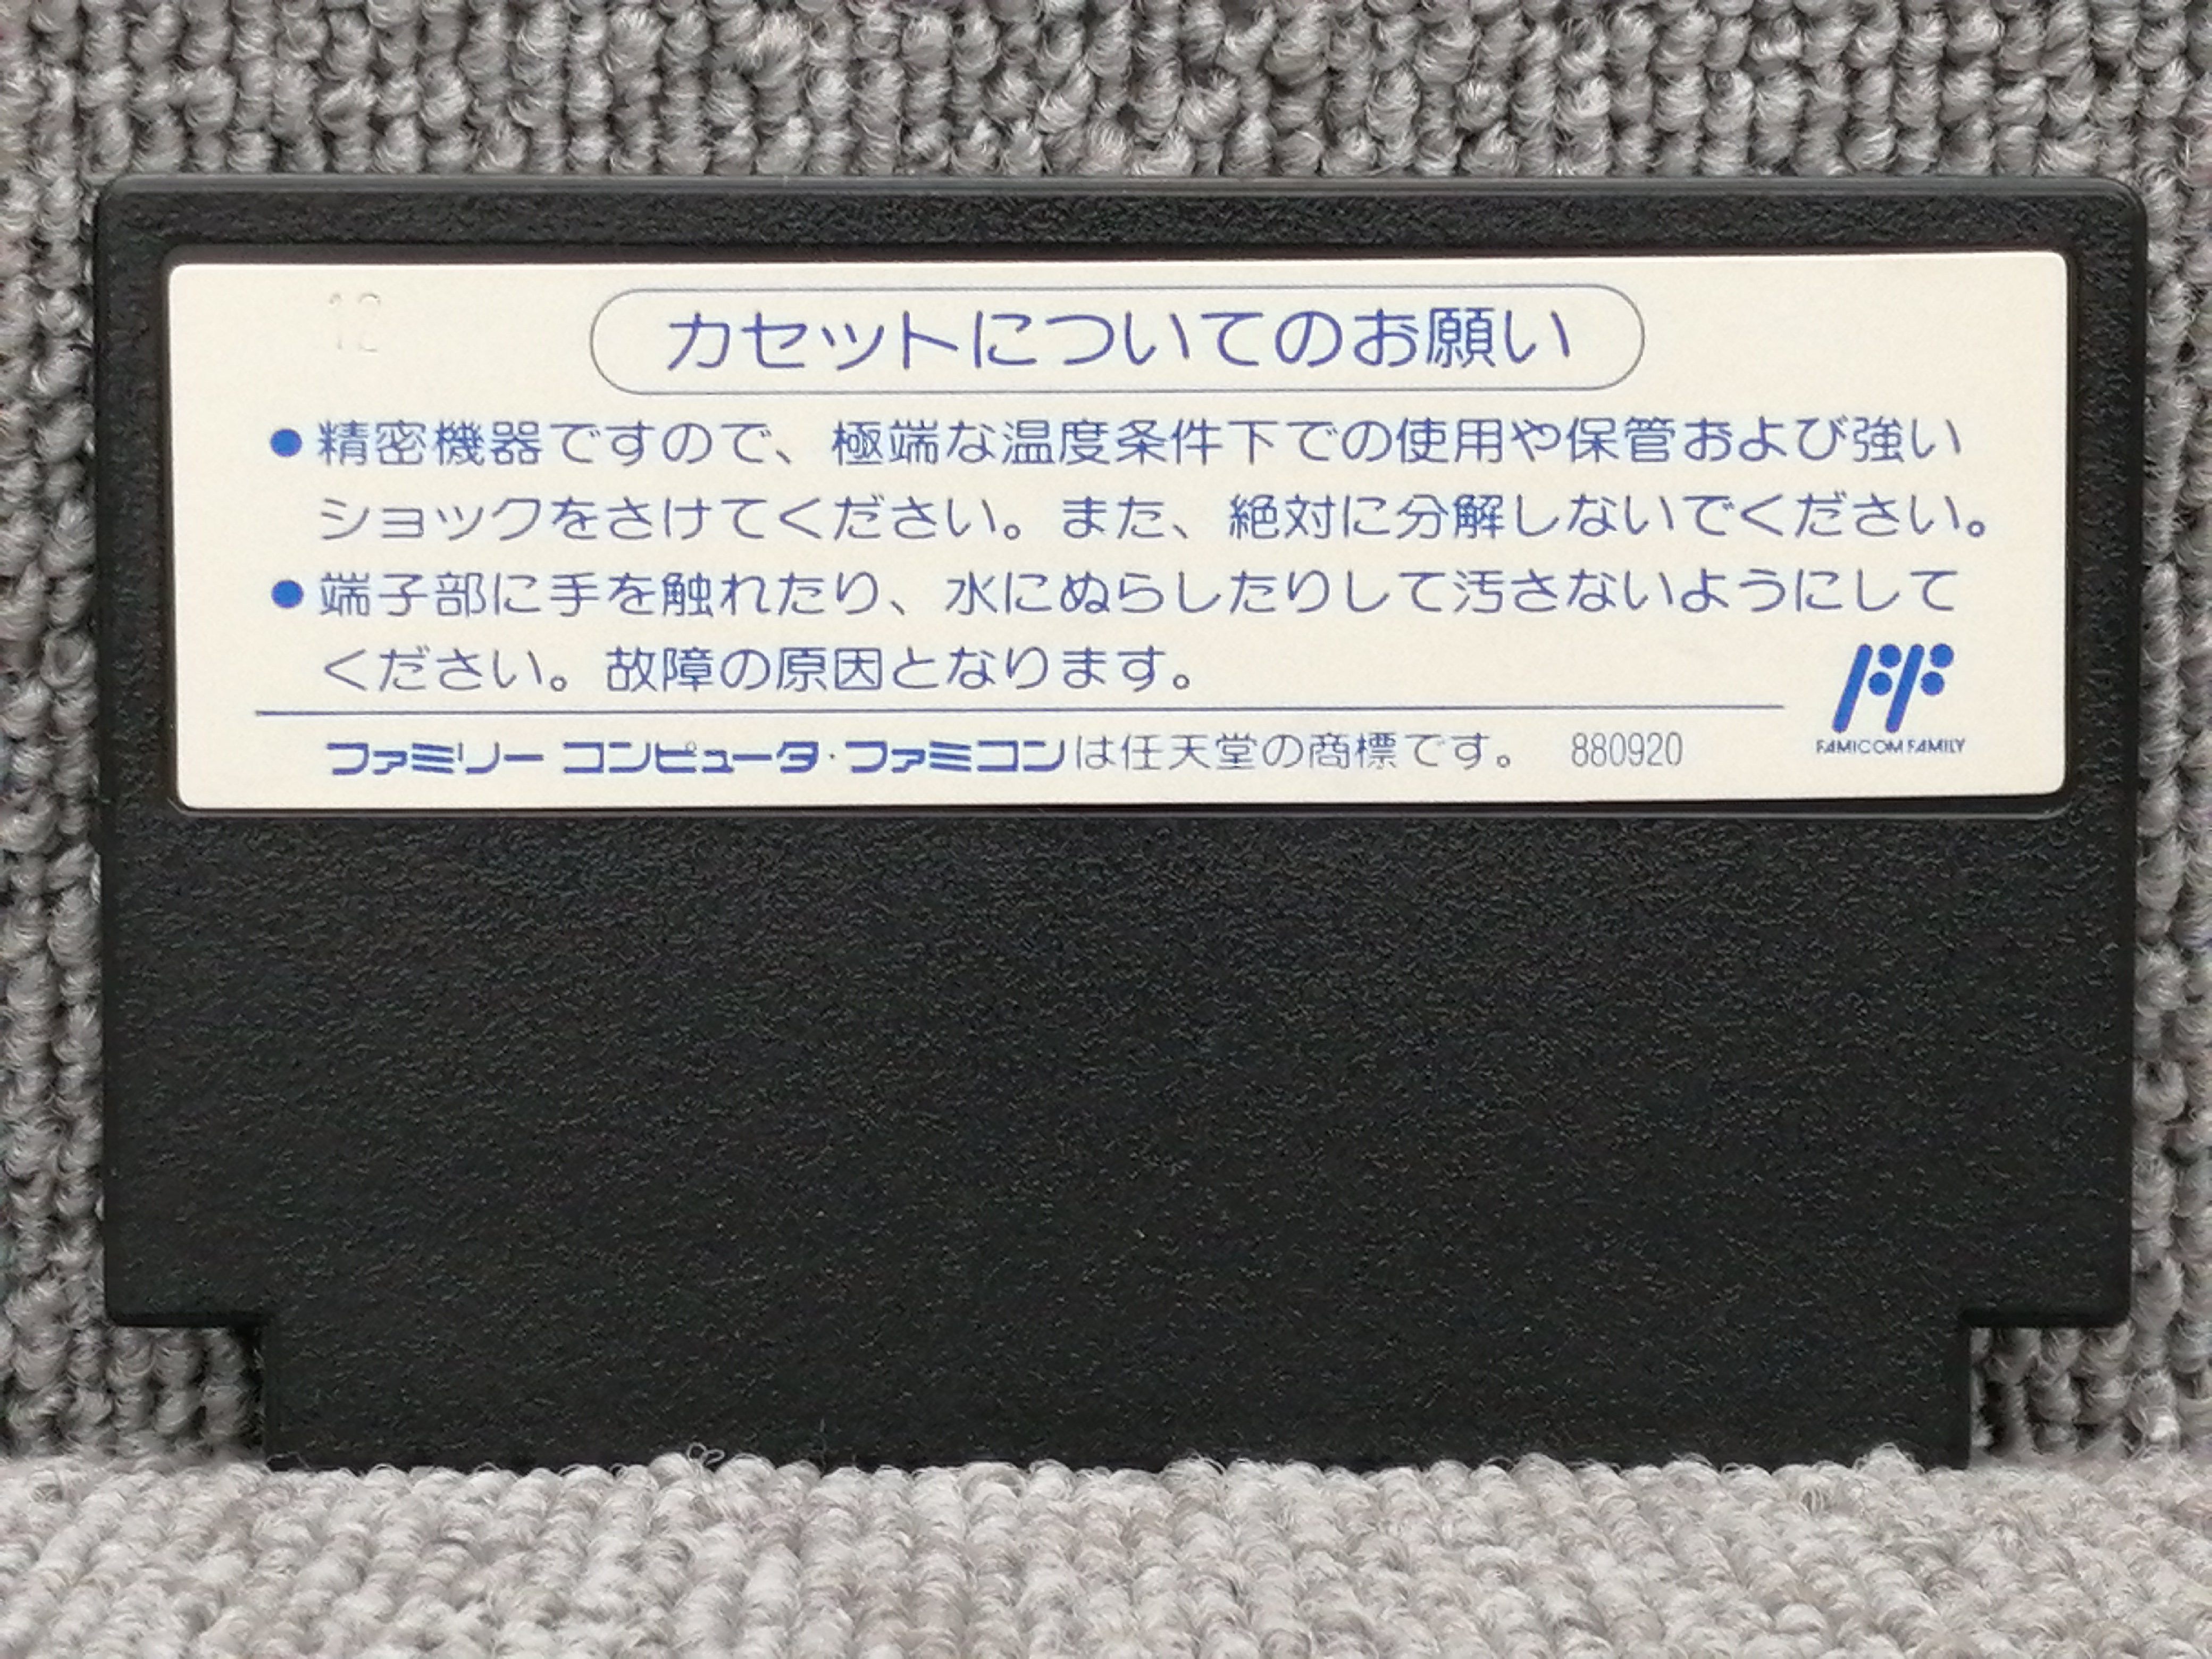 12
カセットについてのお願い
●精密機器ですので、極端な温度条件下での使用や保管および強い
ショックをさけてください。また、絶対に分解しないでください。
●端子部に手を触れたり、水にぬらしたりして汚さないようにして
ください。故障の原因となります。
ファミリー コンピュータ・ファミコンは任天堂の商標です。 880920
FAMICOM FAMILY